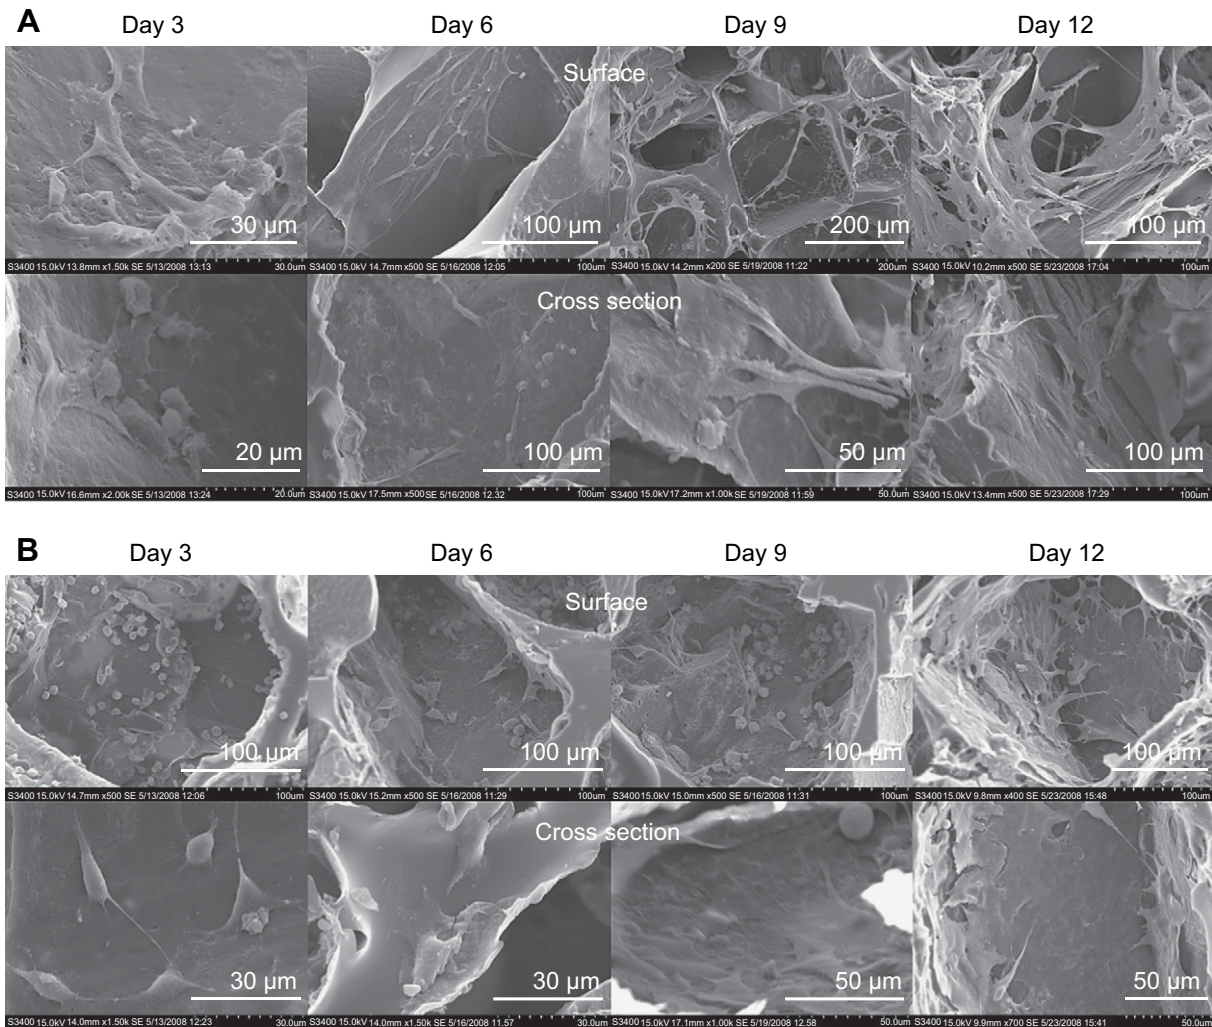 A
Day 3 Day 6 Day 9 Day 12
Surface
30 µm 100 µm 200 µm 100 µm
S3400 15.0kV 13.8mm x1.50k SE 5/13/2008 13:13 30.0um S3400 15.0kV 14.7mm x500 SE 5/16/2008 12:05 100um S3400 15.0kV 14.2mm x200 SE 5/19/2008 11:22 200um S3400 15.0kV 10.2mm x500 SE 5/23/2008 17:04 100um
Cross section
20 µm 100 µm 50 µm 100 µm
S3400 15.0kV 16.6mm x2.00k SE 5/13/2008 13:24 20.0um S3400 15.0kV 17.5mm x500 SE 5/16/2008 12.32 100um S3400 15.0kV 17.2mm x1.00k SE 5/19/2008 11:59 50.0um S3400 15.0kV 13.4mm x500 SE 5/23/2008 17:29 100um
B
Day 3 Day 6 Day 9 Day 12
Surface
100 µm 100 µm 100 µm 100 µm
S3400 15.0kV 14.7mm x500 SE 5/13/2008 12:06 100um S3400 15.0kV 15.2mm x500 SE 5/16/2008 11:29 100um S3400 15.0kV 15.0mm x500 SE 5/16/2008 11:31 100um S3400 15.0kV 9.8mm x400 SE 5/23/2008 15:48 100um
Cross section
30 µm 30 µm 50 µm 50 µm
S3400 15.0kV 14.0mm x1.50k SE 5/13/2008 12:23 30.0um S3400 15.0kV 14.0mm x1.50k SE 5/16/2008 11.57 30.0um S3400 15.0kV 17.1mm x1.00k SE 5/19/2008 12.58 50.0um S3400 15.0kV 9.9mm x700 SE 5/23/2008 15:41 50.0um